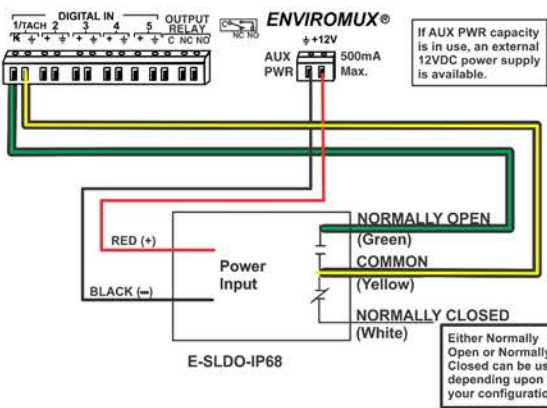 DIGITAL IN
1/TACH 2 3 4 5
OUTPUT
RELAY
+ ⏚ + ⏚ + ⏚ + ⏚ + ⏚ C NC NO
NC NO
ENVIROMUX®
⏚ +12V
AUX
PWR
500mA
Max.
If AUX PWR capacity
is in use, an external
12VDC power supply
is available.
RED (+)
BLACK (–)
Power
Input
NORMALLY OPEN
(Green)
COMMON
(Yellow)
NORMALLY CLOSED
(White)
E-SLDO-IP68
Either Normally
Open or Normally
Closed can be
depending upon
your